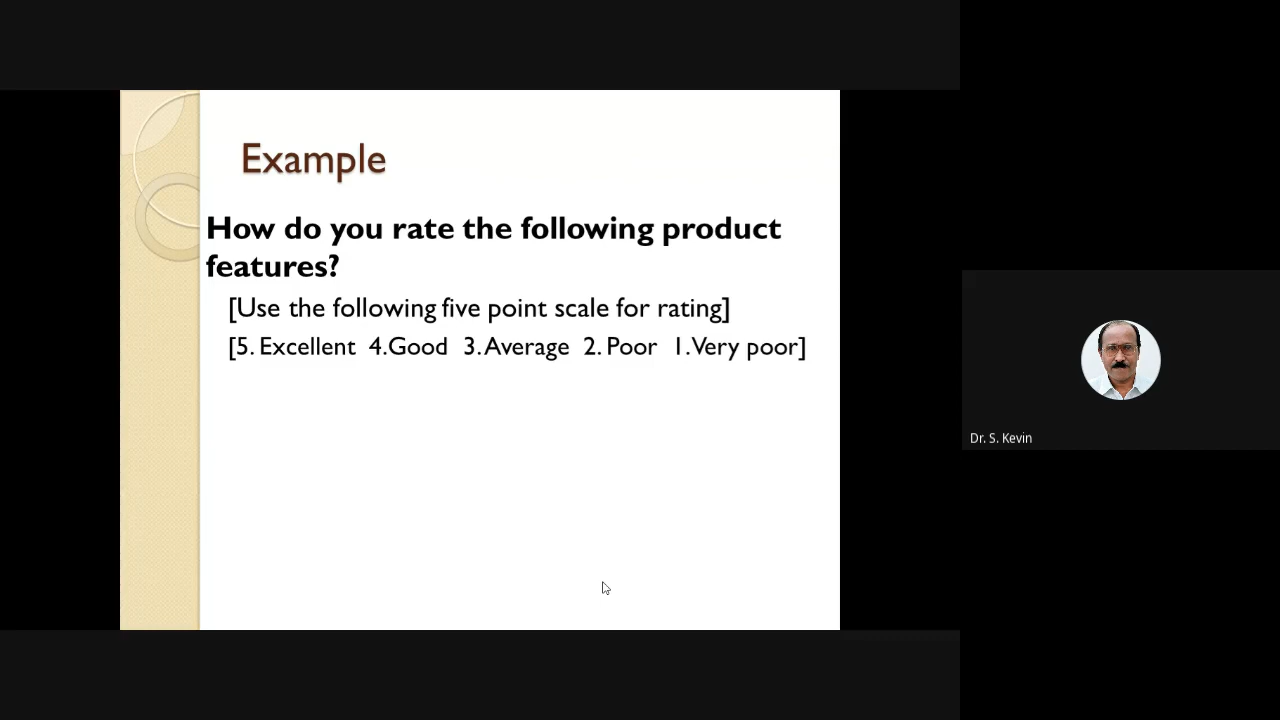 Example
How do you rate the following product
features?
[Use the following five point scale for rating]
[5. Excellent 4.Good 3.Average 2. Poor 1.Very poor]
Dr. S. Kevin